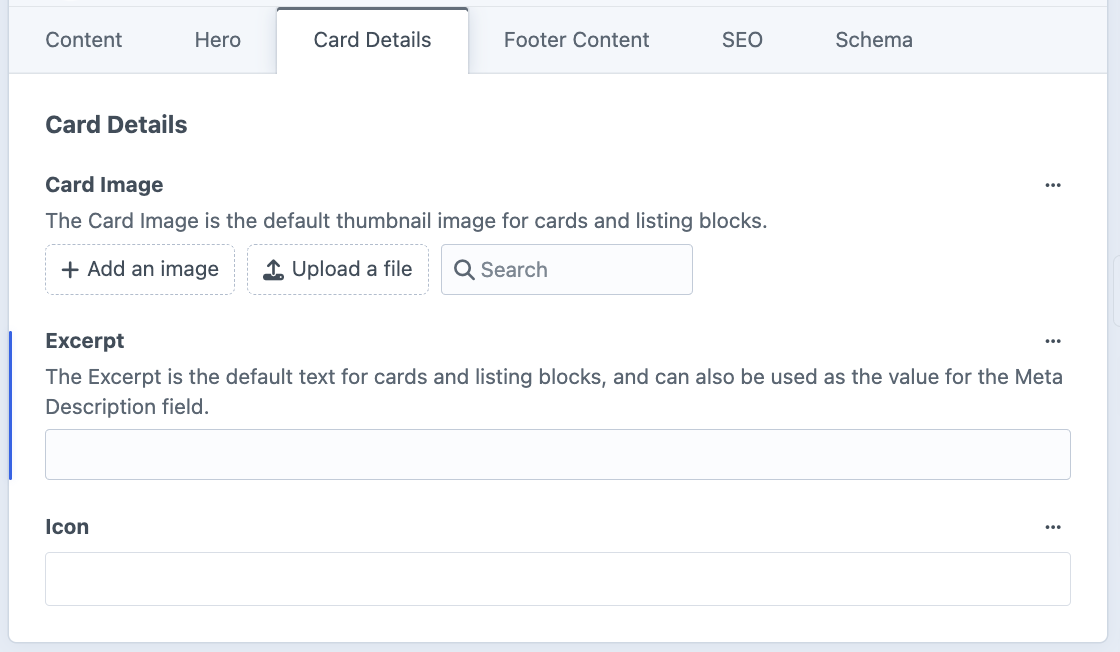 Content Hero Card Details Footer Content SEO Schema
Card Details
Card Image
The Card Image is the default thumbnail image for cards and listing blocks.
Add an image Upload a file Search
Excerpt
The Excerpt is the default text for cards and listing blocks, and can also be used as the value for the Meta
Description field.
Icon